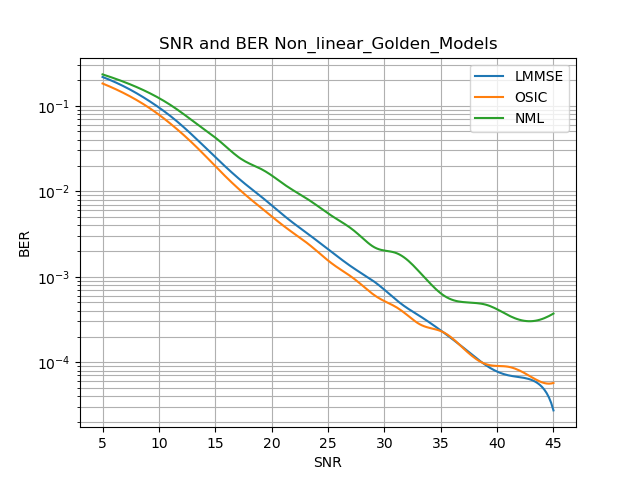 SNR and BER Non_linear_Golden_Models
LMMSE
OSIC
NML
10⁻¹
10⁻²
10⁻³
10⁻⁴
BER
5 10 15 20 25 30 35 40 45
SNR